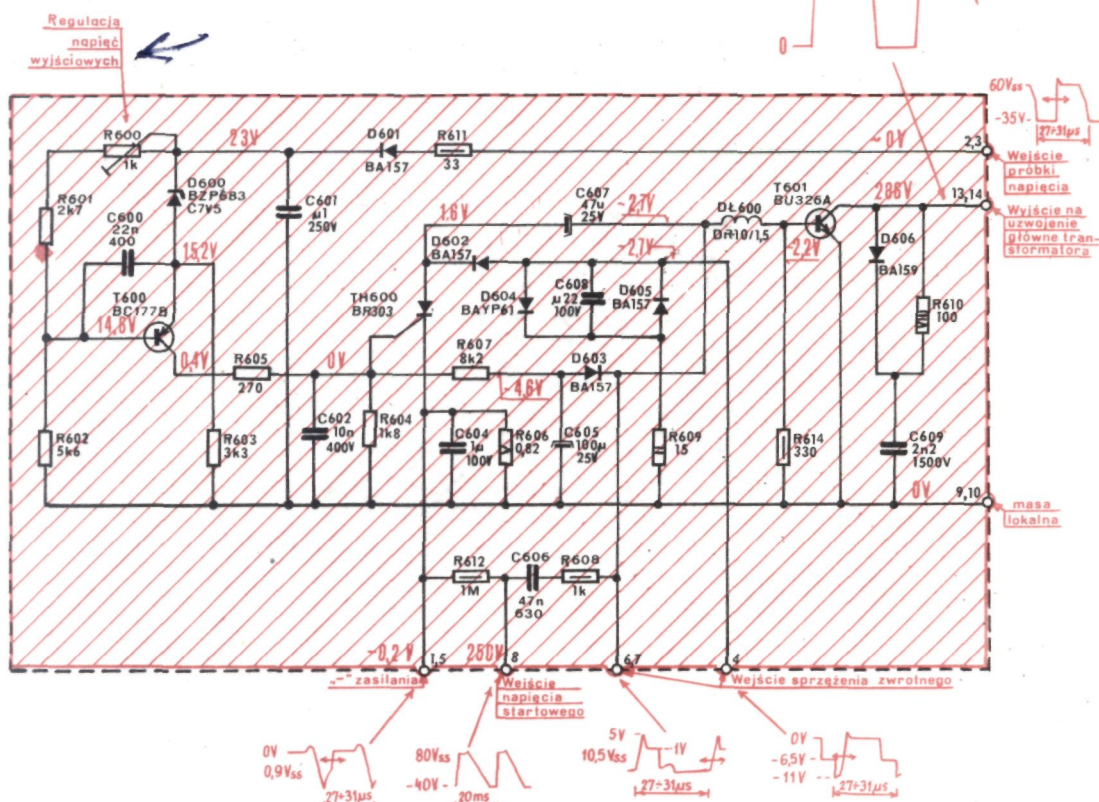 Regulacja
napięć
wyjściowych
0
60Vss
-35V
27÷31µs
R600
1k
23V
D601
BA157
R611
33
~0V
2,3
Wejście
próbki
napięcia
R601
2k7
D600
BZP683
C7V5
C600
22n
400
C601
µ1
250V
1.6V
C607
47u
25V
-2,7V
DŁ600
DR10/1,5
T601
BU326A
286V
13,14
Wyjście na
uzwojenie
główne tran-
sformatora
15,2V
D602
BA157
-2,7V
-2,2V
D606
BA159
T600
BC177B
14,8V
TH600
BR303
D604
BAYP61
C608
µ22
100V
D605
BA157
R610
100
0,4V
R605
270
0V
R607
8k2
D603
BA157
-4,6V
R602
5k6
R603
3k3
C602
10n
400V
R604
1k8
C604
1µ
100V
R606
0,82
C605
100µ
25V
R609
15
R614
330
C609
2n2
1500V
0V
9,10
masa
lokalna
R612
1M
C606
47n
630
R608
1k
-0,2V
1,5
250V
8
6,7
4
„-" zasilania
Wejście
napięcia
startowego
Wejście sprzężenia zwrotnego
0V
0,9Vss
27÷31µs
80Vss
-40V
20ms
5V
10,5Vss
-1V
27÷31µs
0V
-6,5V
-11V
27÷31µs